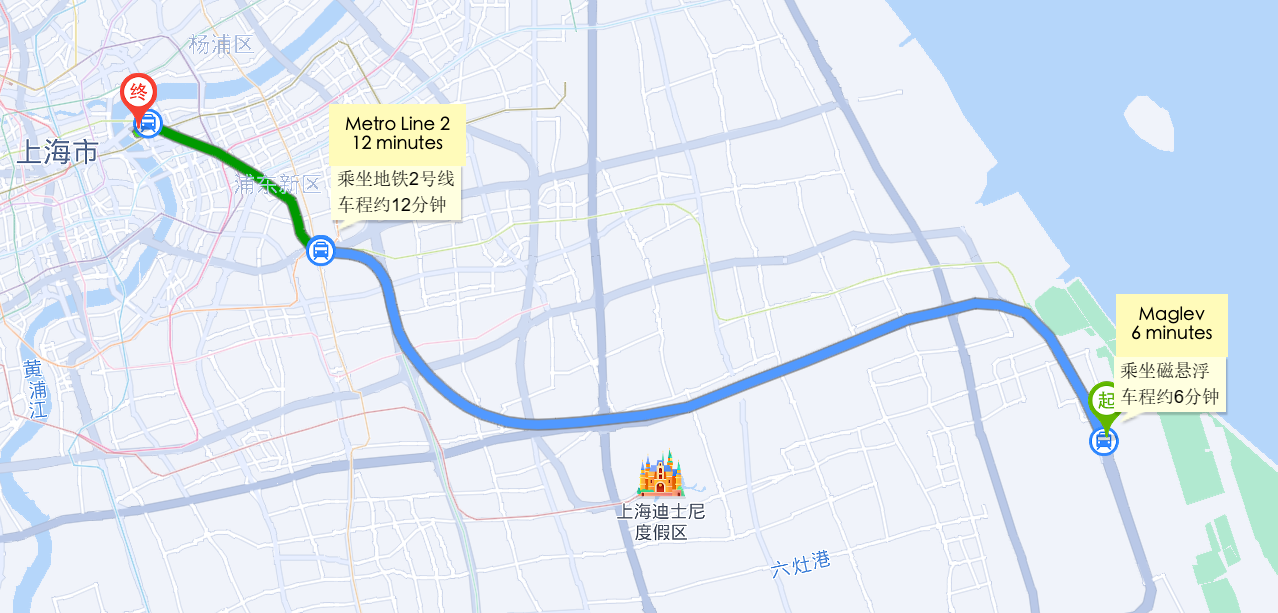 杨浦区
终
Metro Line 2
12 minutes
上海市
乘坐地铁2号线
车程约12分钟
浦东新区
Maglev
6 minutes
黄浦江
乘坐磁悬浮
车程约6分钟
起
上海迪士尼
度假区
六灶港